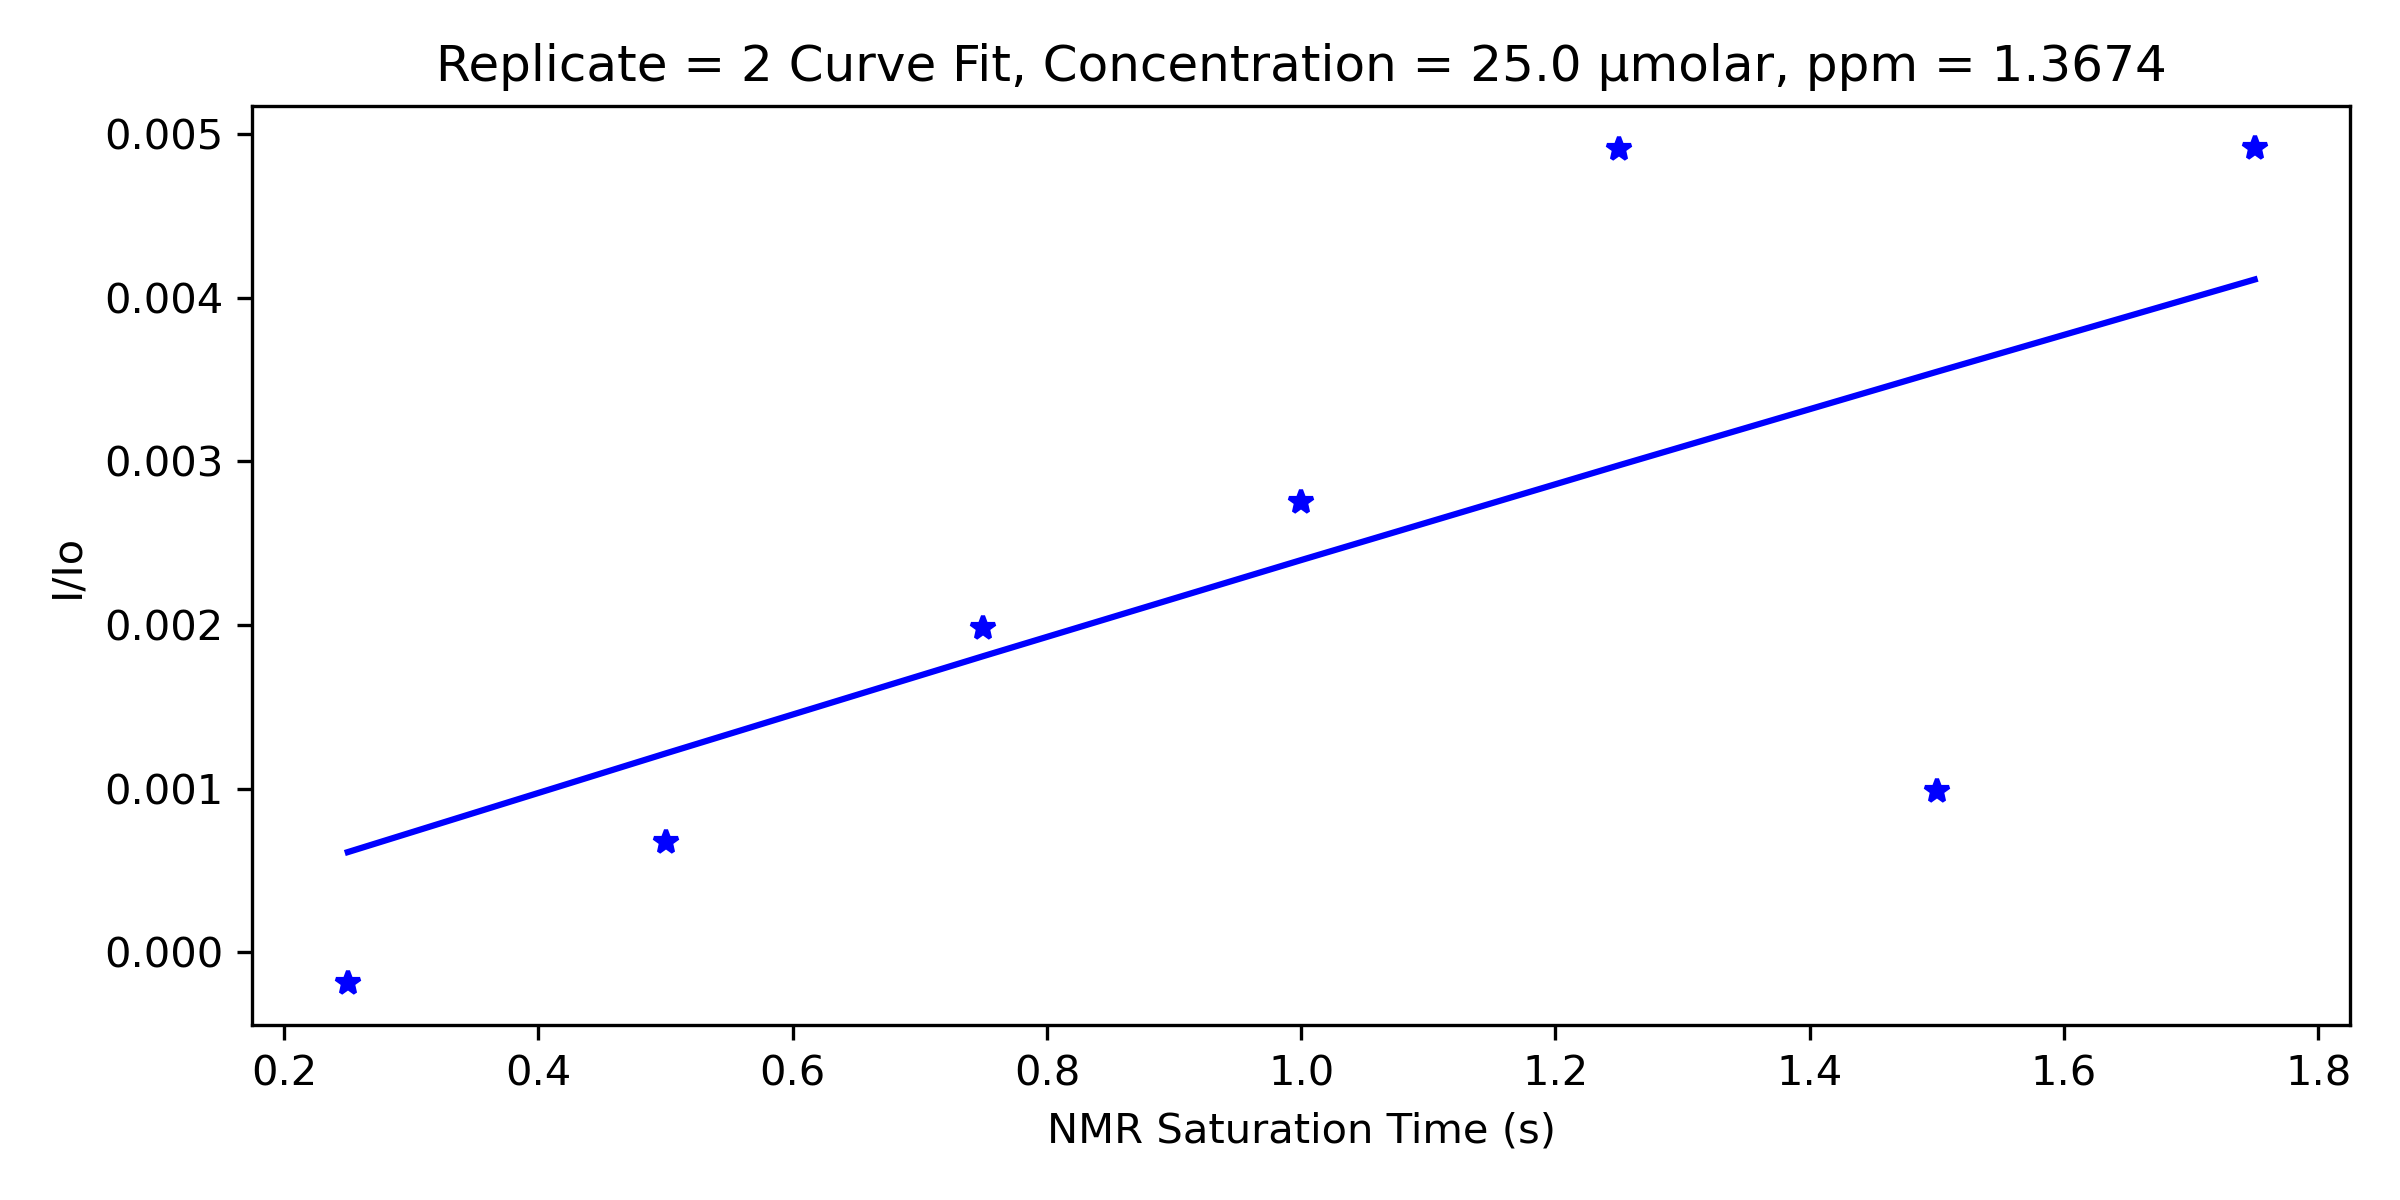 Replicate = 2 Curve Fit, Concentration = 25.0 µmolar, ppm = 1.3674
0.005
0.004
0.003
0.002
0.001
0.000
I/Io
0.2 0.4 0.6 0.8 1.0 1.2 1.4 1.6 1.8
NMR Saturation Time (s)